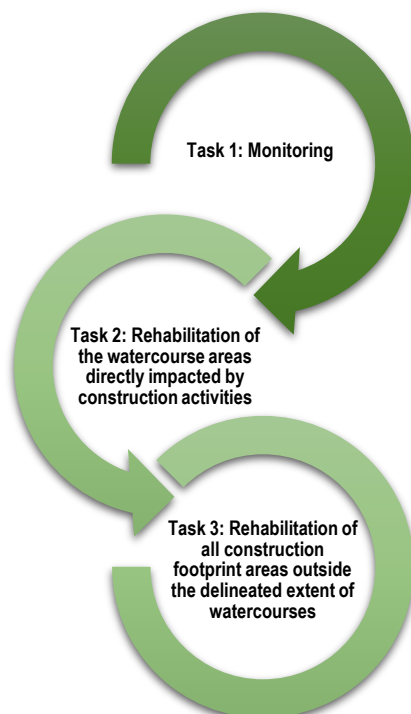 Task 1: Monitoring
Task 2: Rehabilitation of
the watercourse areas
directly impacted by
construction activities
Task 3: Rehabilitation of
all construction
footprint areas outside
the delineated extent of
watercourses